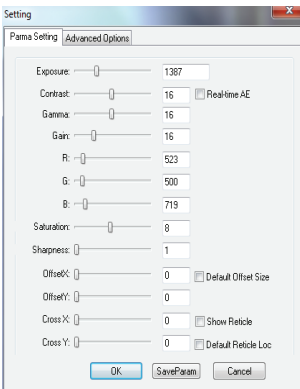 Setting
Parma Setting Advanced Options
Exposure: 1387
Contrast: 16 Real-time AE
Gamma: 16
Gain: 16
R: 523
G: 500
B: 719
Saturation: 8
Sharpness: 1
OffsetX: 0 Default Offset Size
OffsetY: 0
Cross X: 0 Show Reticle
Cross Y: 0 Default Reticle Loc
OK SaveParam Cancel